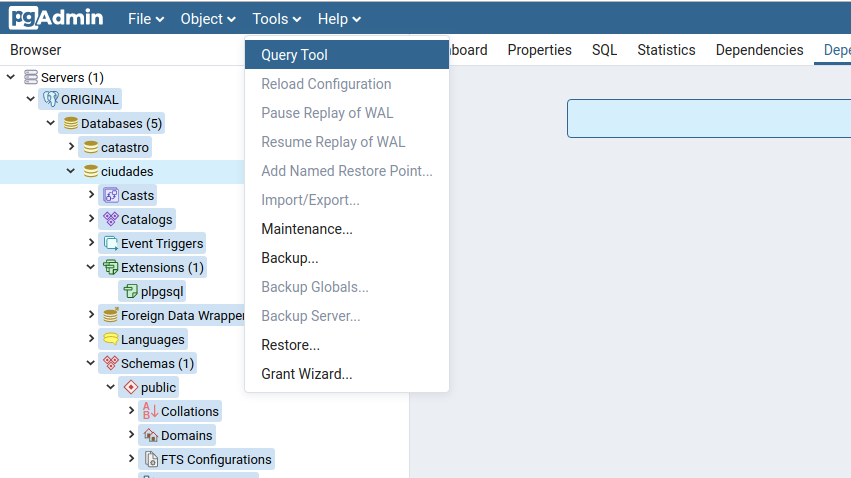 pgAdmin File Object Tools Help
Browser
board Properties SQL Statistics Dependencies Depe
Servers (1)
ORIGINAL
Databases (5)
catastro
ciudades
Casts
Catalogs
Event Triggers
Extensions (1)
plpgsql
Foreign Data Wrapper
Languages
Schemas (1)
public
Collations
Domains
FTS Configurations
Query Tool
Reload Configuration
Pause Replay of WAL
Resume Replay of WAL
Add Named Restore Point...
Import/Export...
Maintenance...
Backup...
Backup Globals...
Backup Server...
Restore...
Grant Wizard...